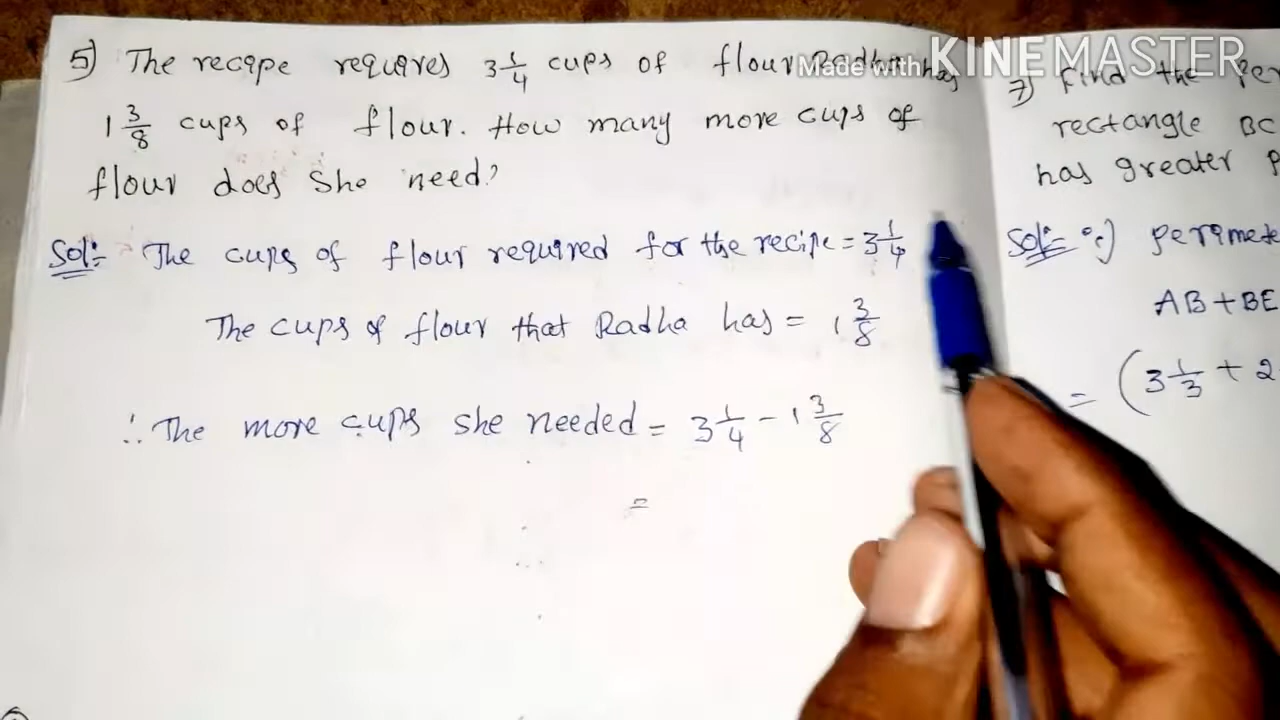 5) The recipe requires 3 1/4 cups of flour Radha has
1 3/8 cups of flour. How many more cups of
flour does She need?
Sol:- The cups of flour required for the recipe = 3 1/4
The cups of flour that Radha has = 1 3/8
∴ The more cups she needed = 3 1/4 - 1 3/8
=
Made with KINEMASTER
7) Find the Per
rectangle BC
has greater P
Sol:- i) perimete
AB + BE
= (3 1/3 + 2